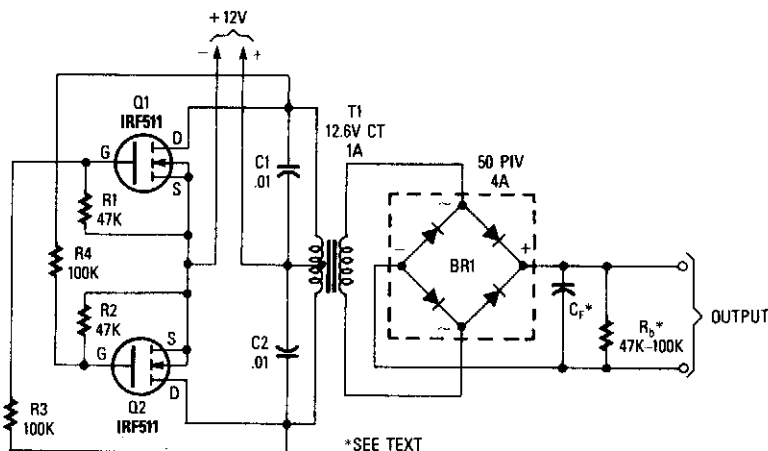 +12V
−
+
Q1
IRF511
D
G
S
R1
47K
R4
100K
R2
47K
S
G
D
Q2
IRF511
R3
100K
C1
.01
C2
.01
T1
12.6V CT
1A
50 PIV
4A
~
−
+
BR1
~
CF*
Rb*
47K–100K
OUTPUT
*SEE TEXT